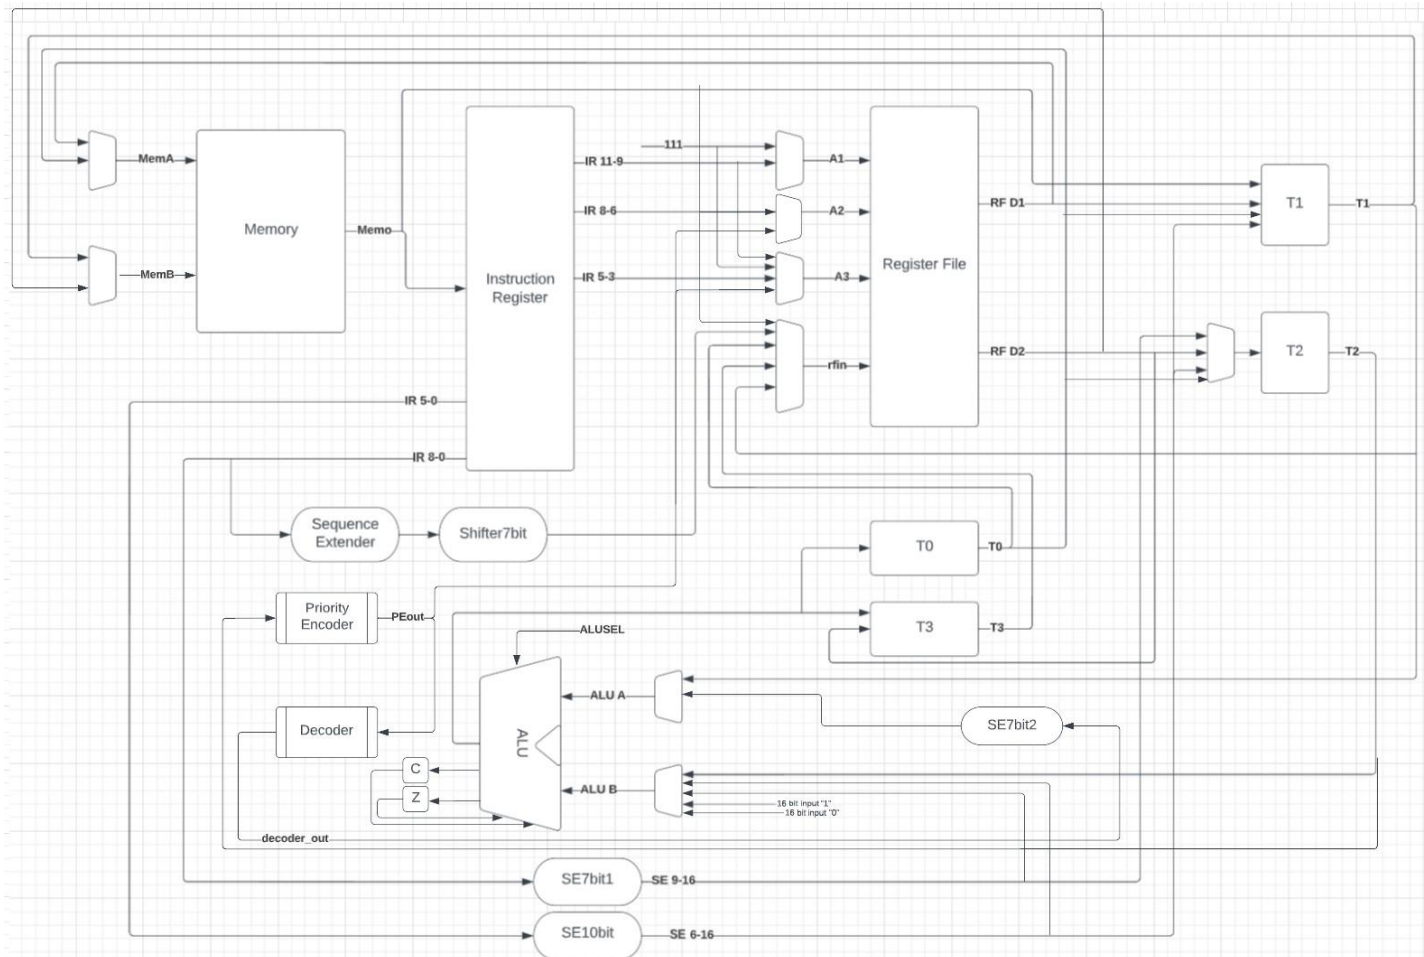 111
MemA
IR 11-9
A1
RF D1
T1
T1
IR 8-6
A2
Memory
Memo
Instruction
Register
Register File
MemB
IR 5-3
A3
rfin
RF D2
T2
T2
IR 5-0
IR 8-0
Sequence
Extender
Shifter7bit
T0
T0
Priority
Encoder
PEout
ALUSEL
T3
T3
ALU A
Decoder
ALU
SE7bit2
C
Z
ALU B
16 bit input "1"
16 bit input "0"
decoder_out
SE7bit1
SE 9-16
SE10bit
SE 6-16